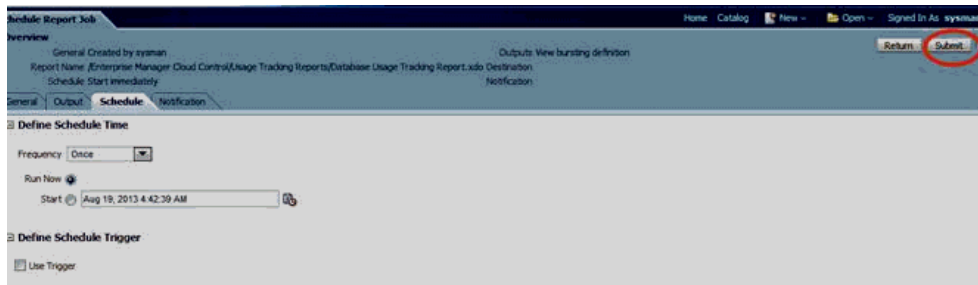 chedule Report Job
Home Catalog New Open Signed In As sysman
Overview
Return Submit
General Created by sysman
Outputs View bursting definition
Report Name /Enterprise Manager Cloud Control/Usage Tracking Reports/Database Usage Tracking Report.xdo Destination
Schedule Start immediately
Notification
General Output Schedule Notification
Define Schedule Time
Frequency Once
Run Now
Start Aug 19, 2013 4:42:39 AM
Define Schedule Trigger
Use Trigger